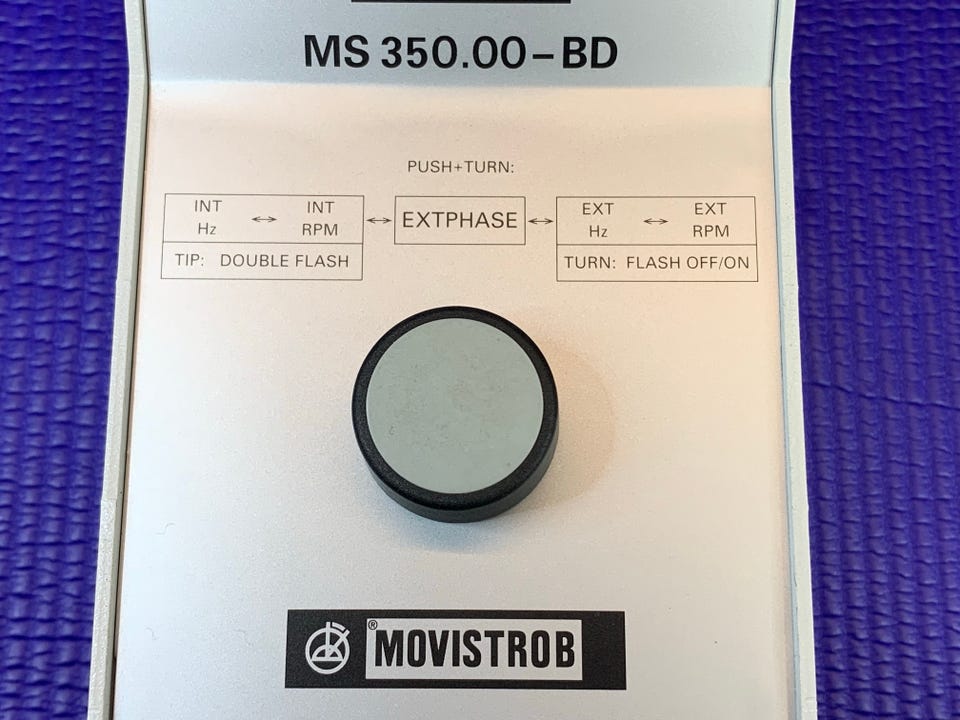 MS 350.00-BD
PUSH+TURN:
INT ↔ INT ↔ EXTPHASE ↔ EXT ↔ EXT
Hz RPM Hz RPM
TIP: DOUBLE FLASH TURN: FLASH OFF/ON
® MOVISTROB